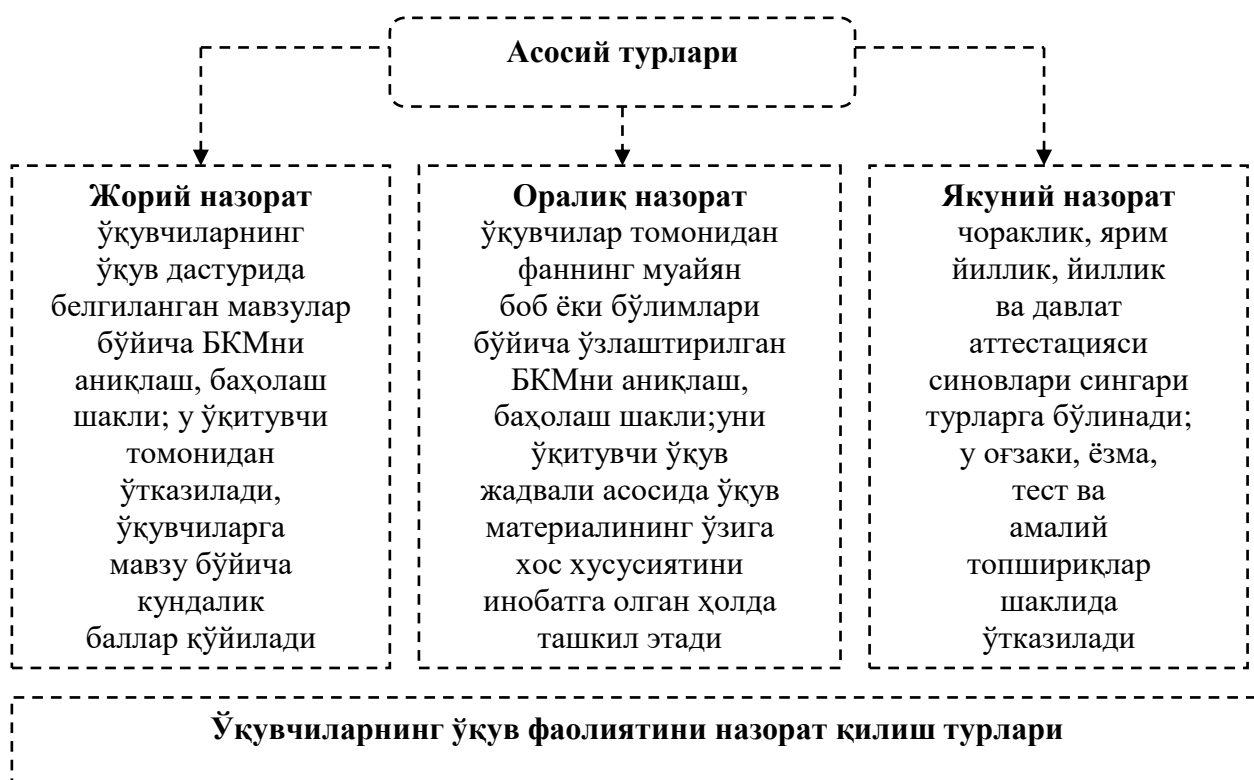 Асосий турлари
Жорий назорат
ўқувчиларнинг
ўқув дастурида
белгиланган мавзулар
бўйича БКМни
аниқлаш, баҳолаш
шакли; у ўқитувчи
томонидан
ўтказилади,
ўқувчиларга
мавзу бўйича
кундалик
баллар қўйилади
Оралиқ назорат
ўқувчилар томонидан
фаннинг муайян
боб ёки бўлимлари
бўйича ўзлаштирилган
БКМни аниқлаш,
баҳолаш шакли;уни
ўқитувчи ўқув
жадвали асосида ўқув
материалининг ўзига
хос хусусиятини
инобатга олган ҳолда
ташкил этади
Якуний назорат
чораклик, ярим
йиллик, йиллик
ва давлат
аттестацияси
синовлари сингари
турларга бўлинади;
у оғзаки, ёзма,
тест ва
амалий
топшириқлар
шаклида
ўтказилади
Ўқувчиларнинг ўқув фаолиятини назорат қилиш турлари